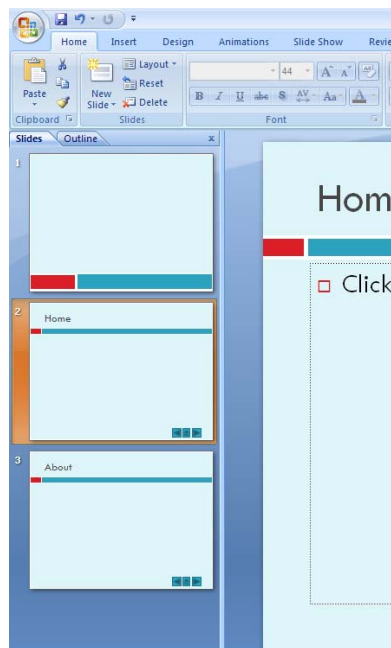 Home Insert Design Animations Slide Show Revie
Paste
New Slide
Layout
Reset
Delete
44 A A
B I U abc S AV Aa A
Clipboard Slides Font
Slides Outline x
1
2
Home
3
About
Hom
Click